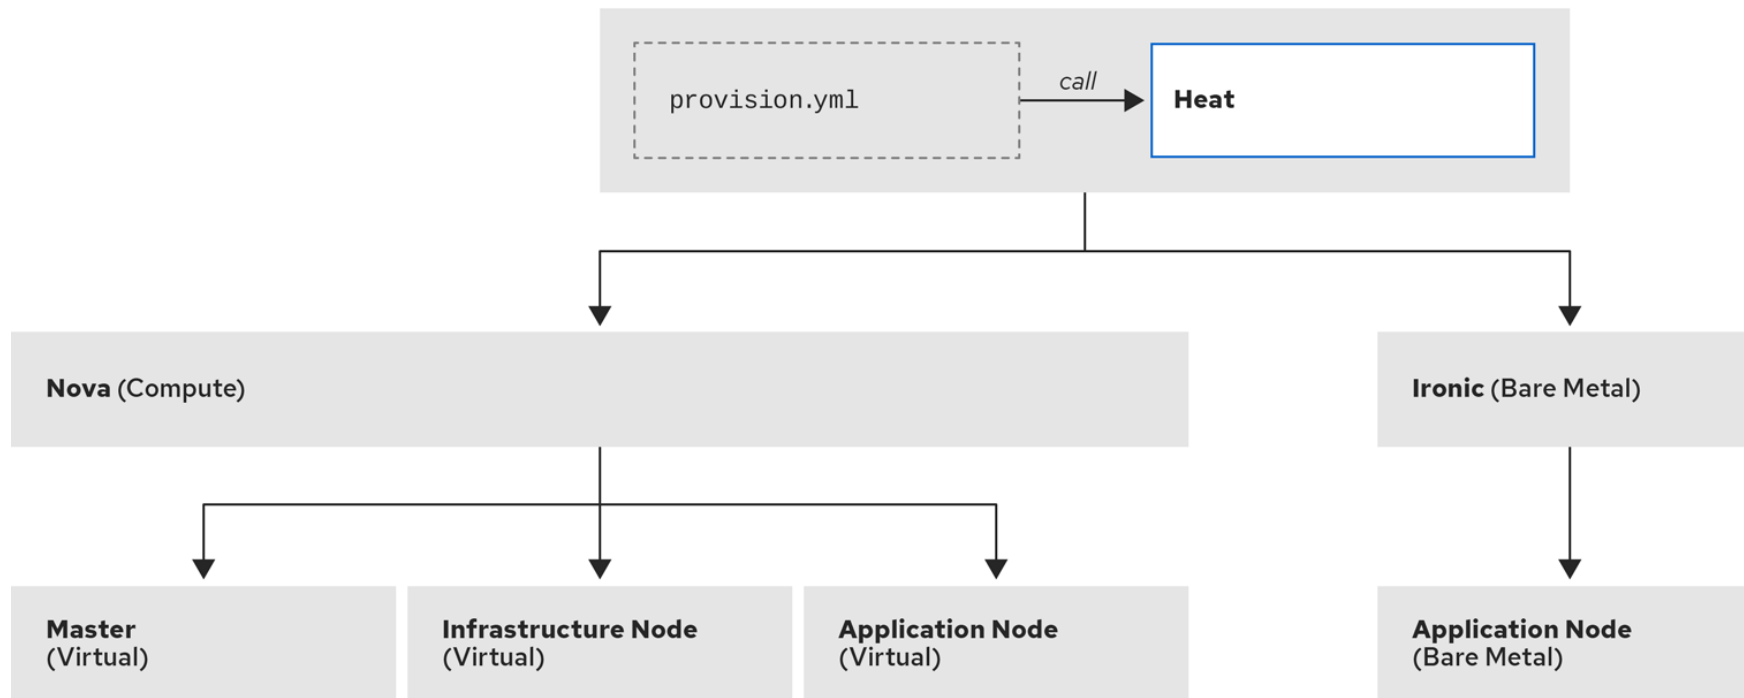 call
provision.yml
Heat
Nova (Compute)
Ironic (Bare Metal)
Master
(Virtual)
Infrastructure Node
(Virtual)
Application Node
(Virtual)
Application Node
(Bare Metal)